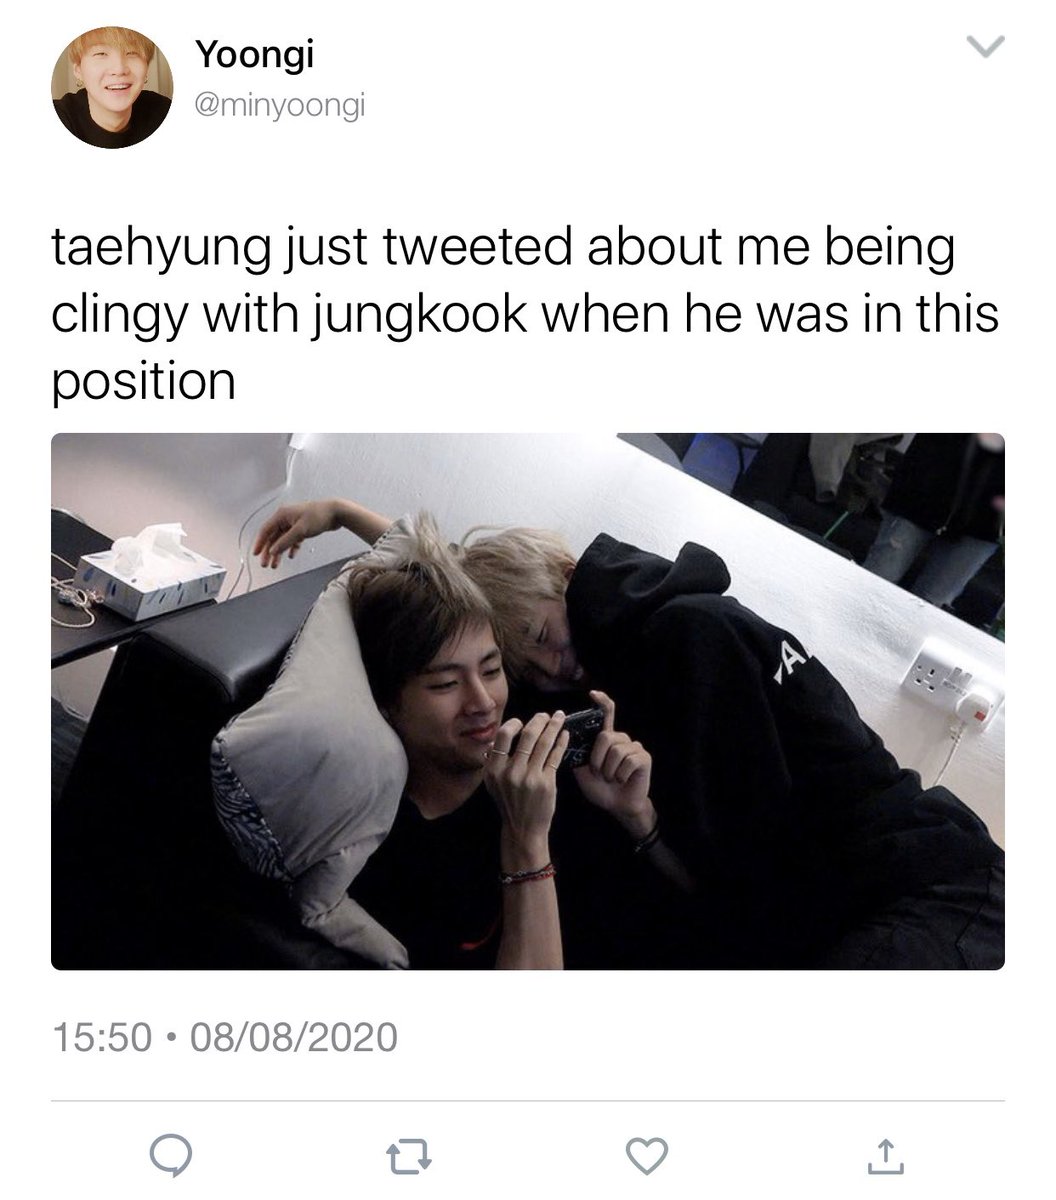 Yoongi
@minyoongi
taehyung just tweeted about me being
clingy with jungkook when he was in this
position
A
15:50 • 08/08/2020